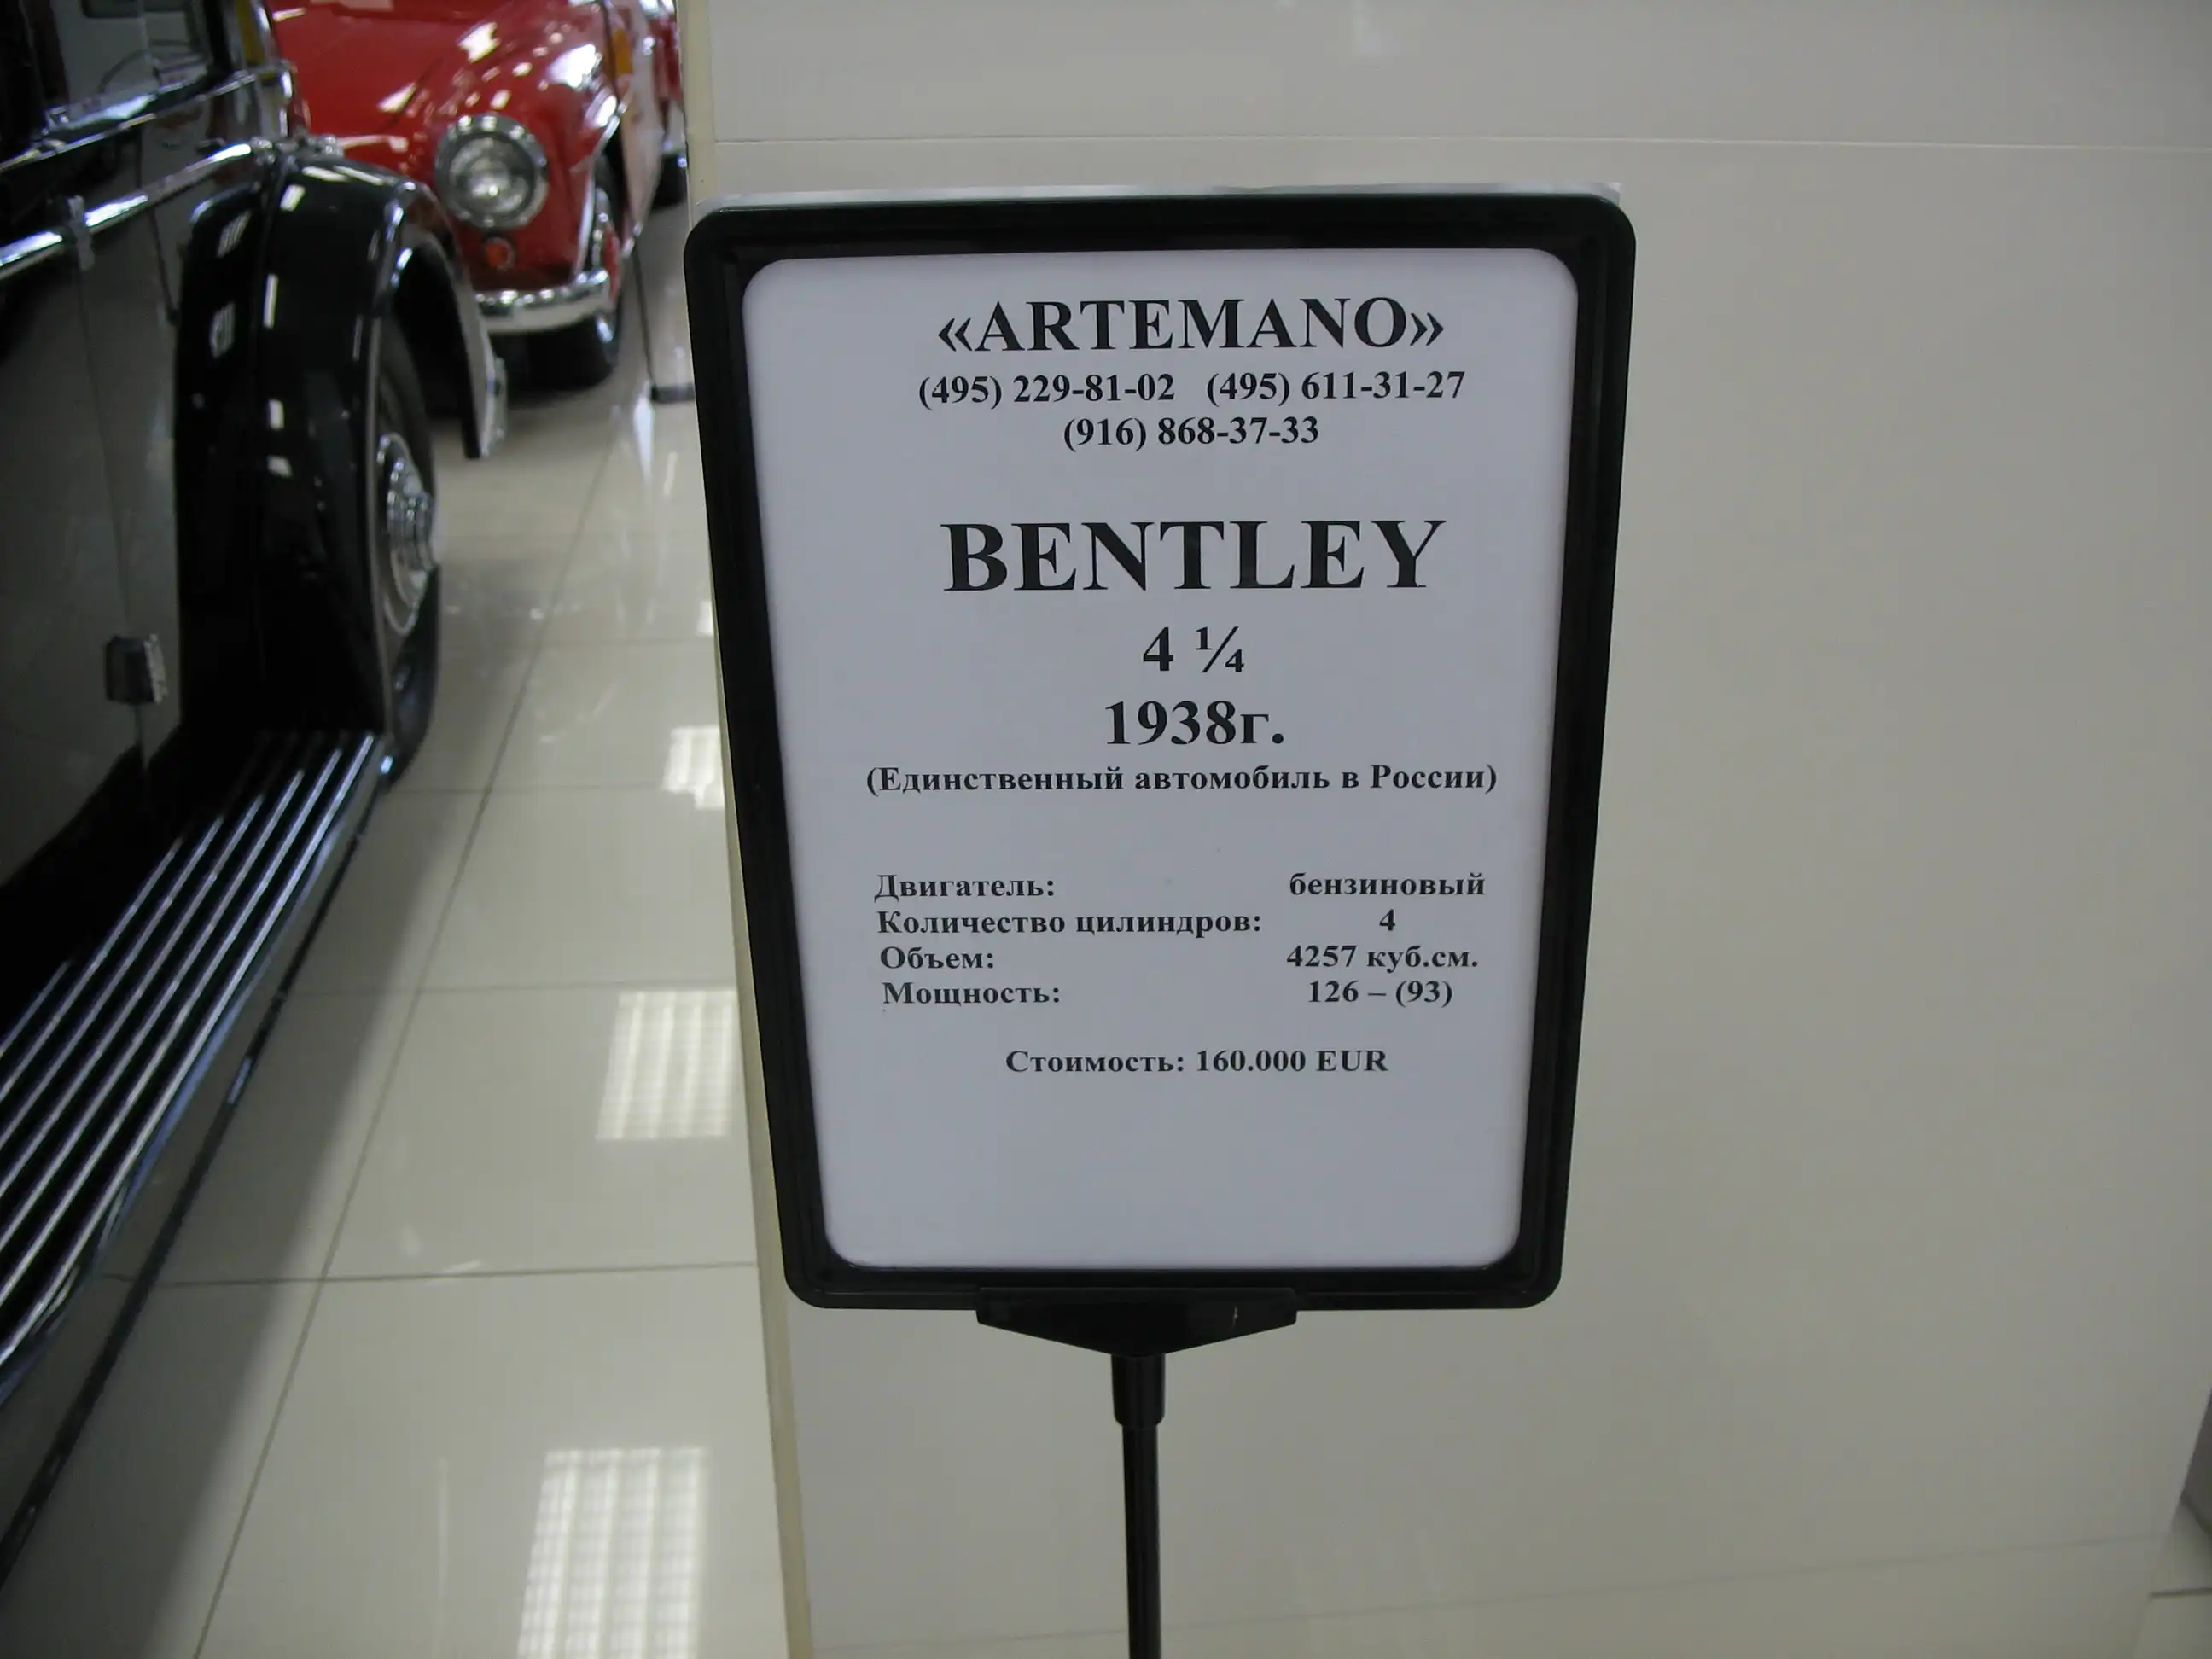 «ARTEMANO»
(495) 229-81-02 (495) 611-31-27
(916) 868-37-33
BENTLEY
4 ¼
1938г.
(Единственный автомобиль в России)
Двигатель: бензиновый
Количество цилиндров: 4
Объем: 4257 куб.см.
Мощность: 126 – (93)
Стоимость: 160.000 EUR